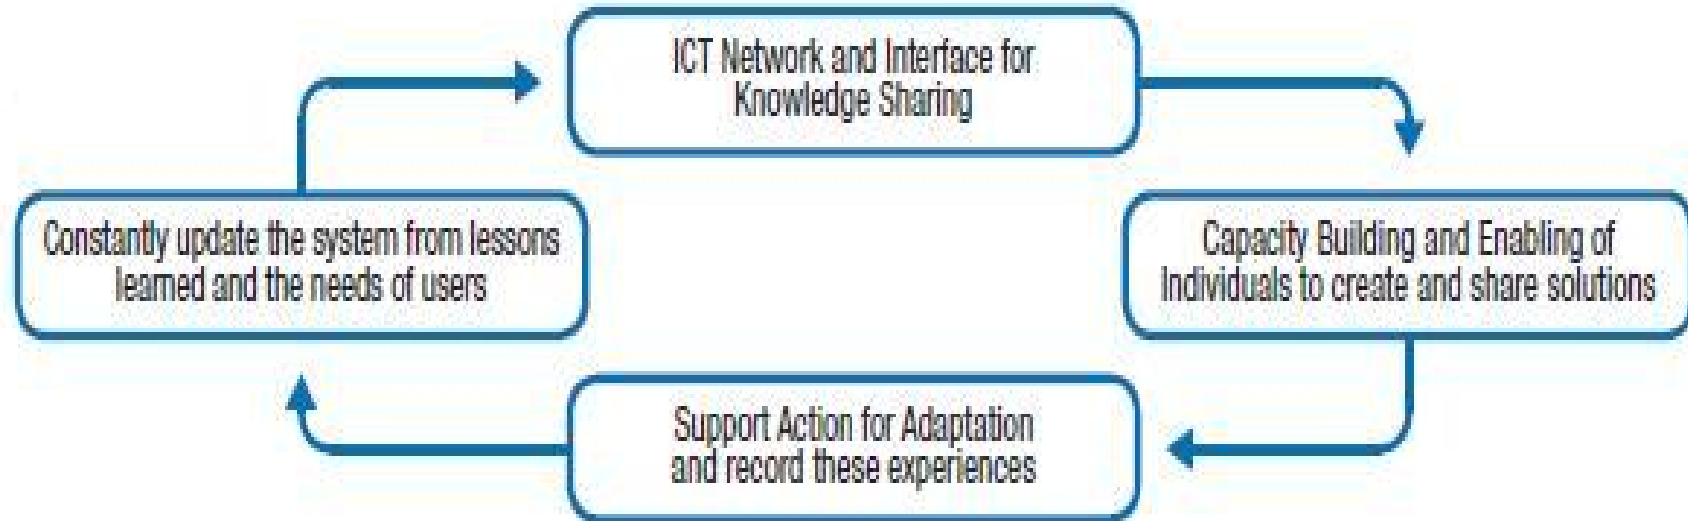 ICT Network and Interface for
Knowledge Sharing
Constantly update the system from lessons
learned and the needs of users
Capacity Building and Enabling of
Individuals to create and share solutions
Support Action for Adaptation
and record these experiences